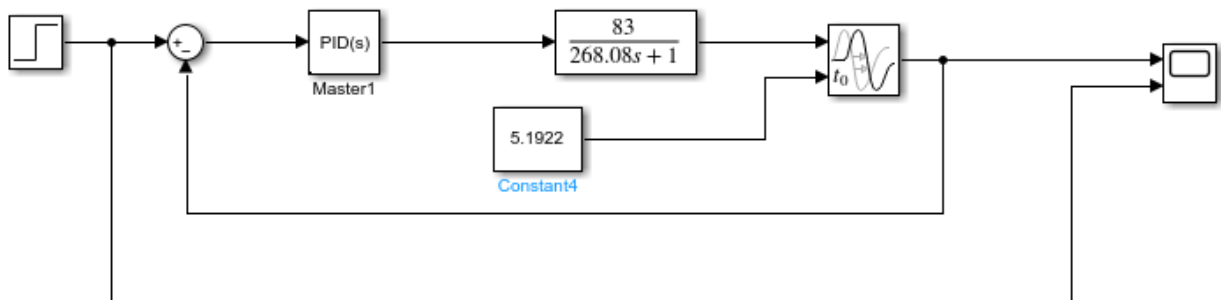 +
−
PID(s)
Master1
83
268.08s + 1
t₀
5.1922
Constant4